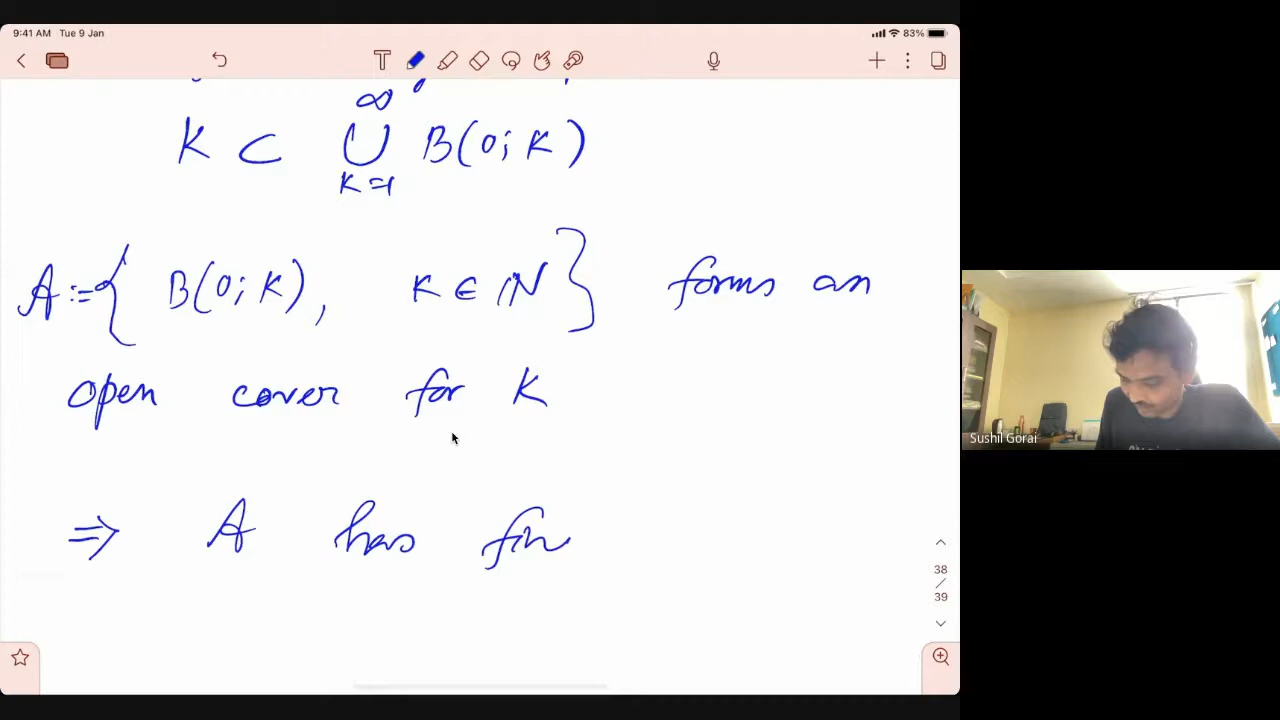 9:41 AM Tue 9 Jan
83%
T
∞
K ⊂ ∪ B(0; K)
K=1
A := { B(0; K), K ∈ ℕ } forms an
open cover for K
⇒ A has fin
38
/
39
Sushil Gorai